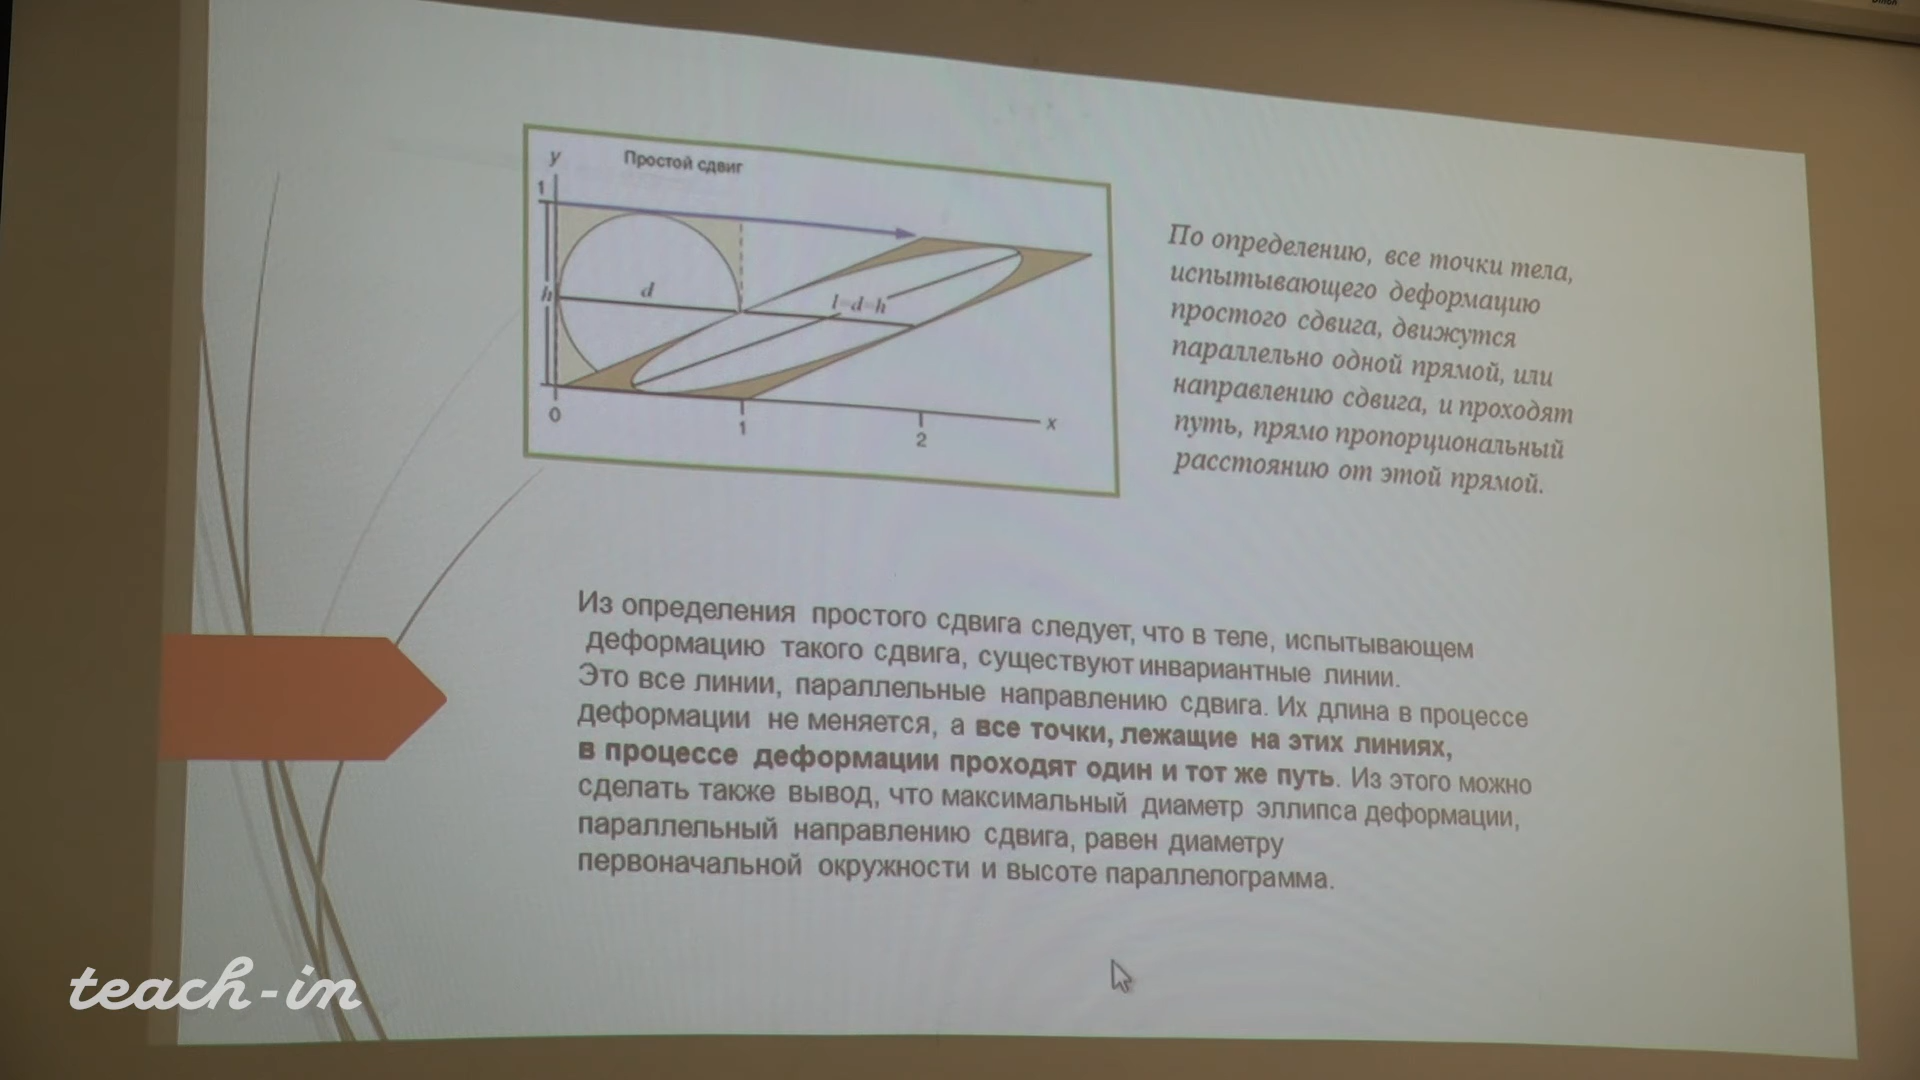 Простой сдвиг
y
1
h
d
l=d=h
0
1
2
x
По определению, все точки тела,
испытывающего деформацию
простого сдвига, движутся
параллельно одной прямой, или
направлению сдвига, и проходят
путь, прямо пропорциональный
расстоянию от этой прямой.
Из определения простого сдвига следует, что в теле, испытывающем
деформацию такого сдвига, существуют инвариантные линии.
Это все линии, параллельные направлению сдвига. Их длина в процессе
деформации не меняется, а все точки, лежащие на этих линиях,
в процессе деформации проходят один и тот же путь. Из этого можно
сделать также вывод, что максимальный диаметр эллипса деформации,
параллельный направлению сдвига, равен диаметру
первоначальной окружности и высоте параллелограмма.
teach-in